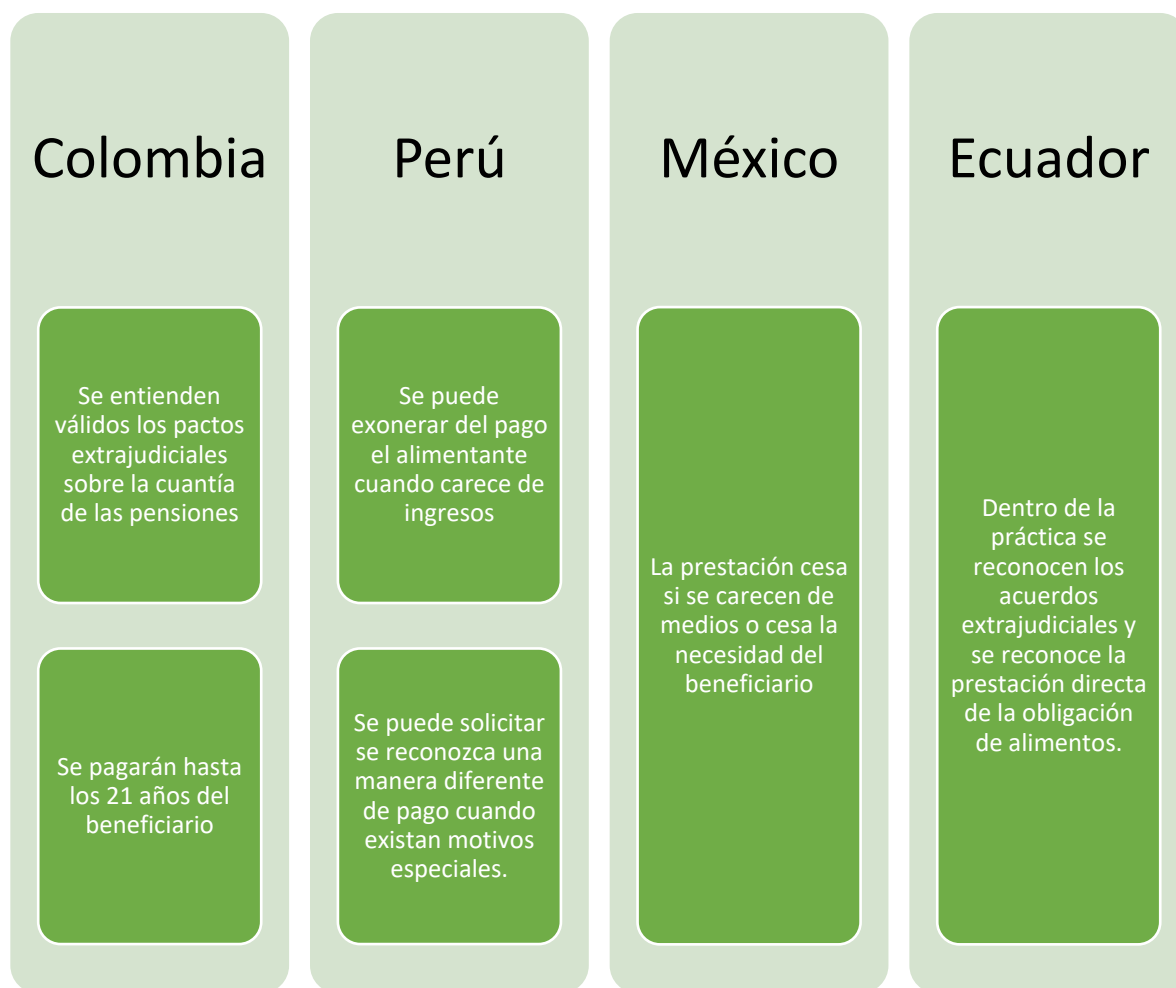 Colombia
Se entienden
válidos los pactos
extrajudiciales
sobre la cuantía
de las pensiones
Se pagarán hasta
los 21 años del
beneficiario
Perú
Se puede
exonerar del pago
el alimentante
cuando carece de
ingresos
Se puede solicitar
se reconozca una
manera diferente
de pago cuando
existan motivos
especiales.
México
La prestación cesa
si se carecen de
medios o cesa la
necesidad del
beneficiario
Ecuador
Dentro de la
práctica se
reconocen los
acuerdos
extrajudiciales y
se reconoce la
prestación directa
de la obligación
de alimentos.